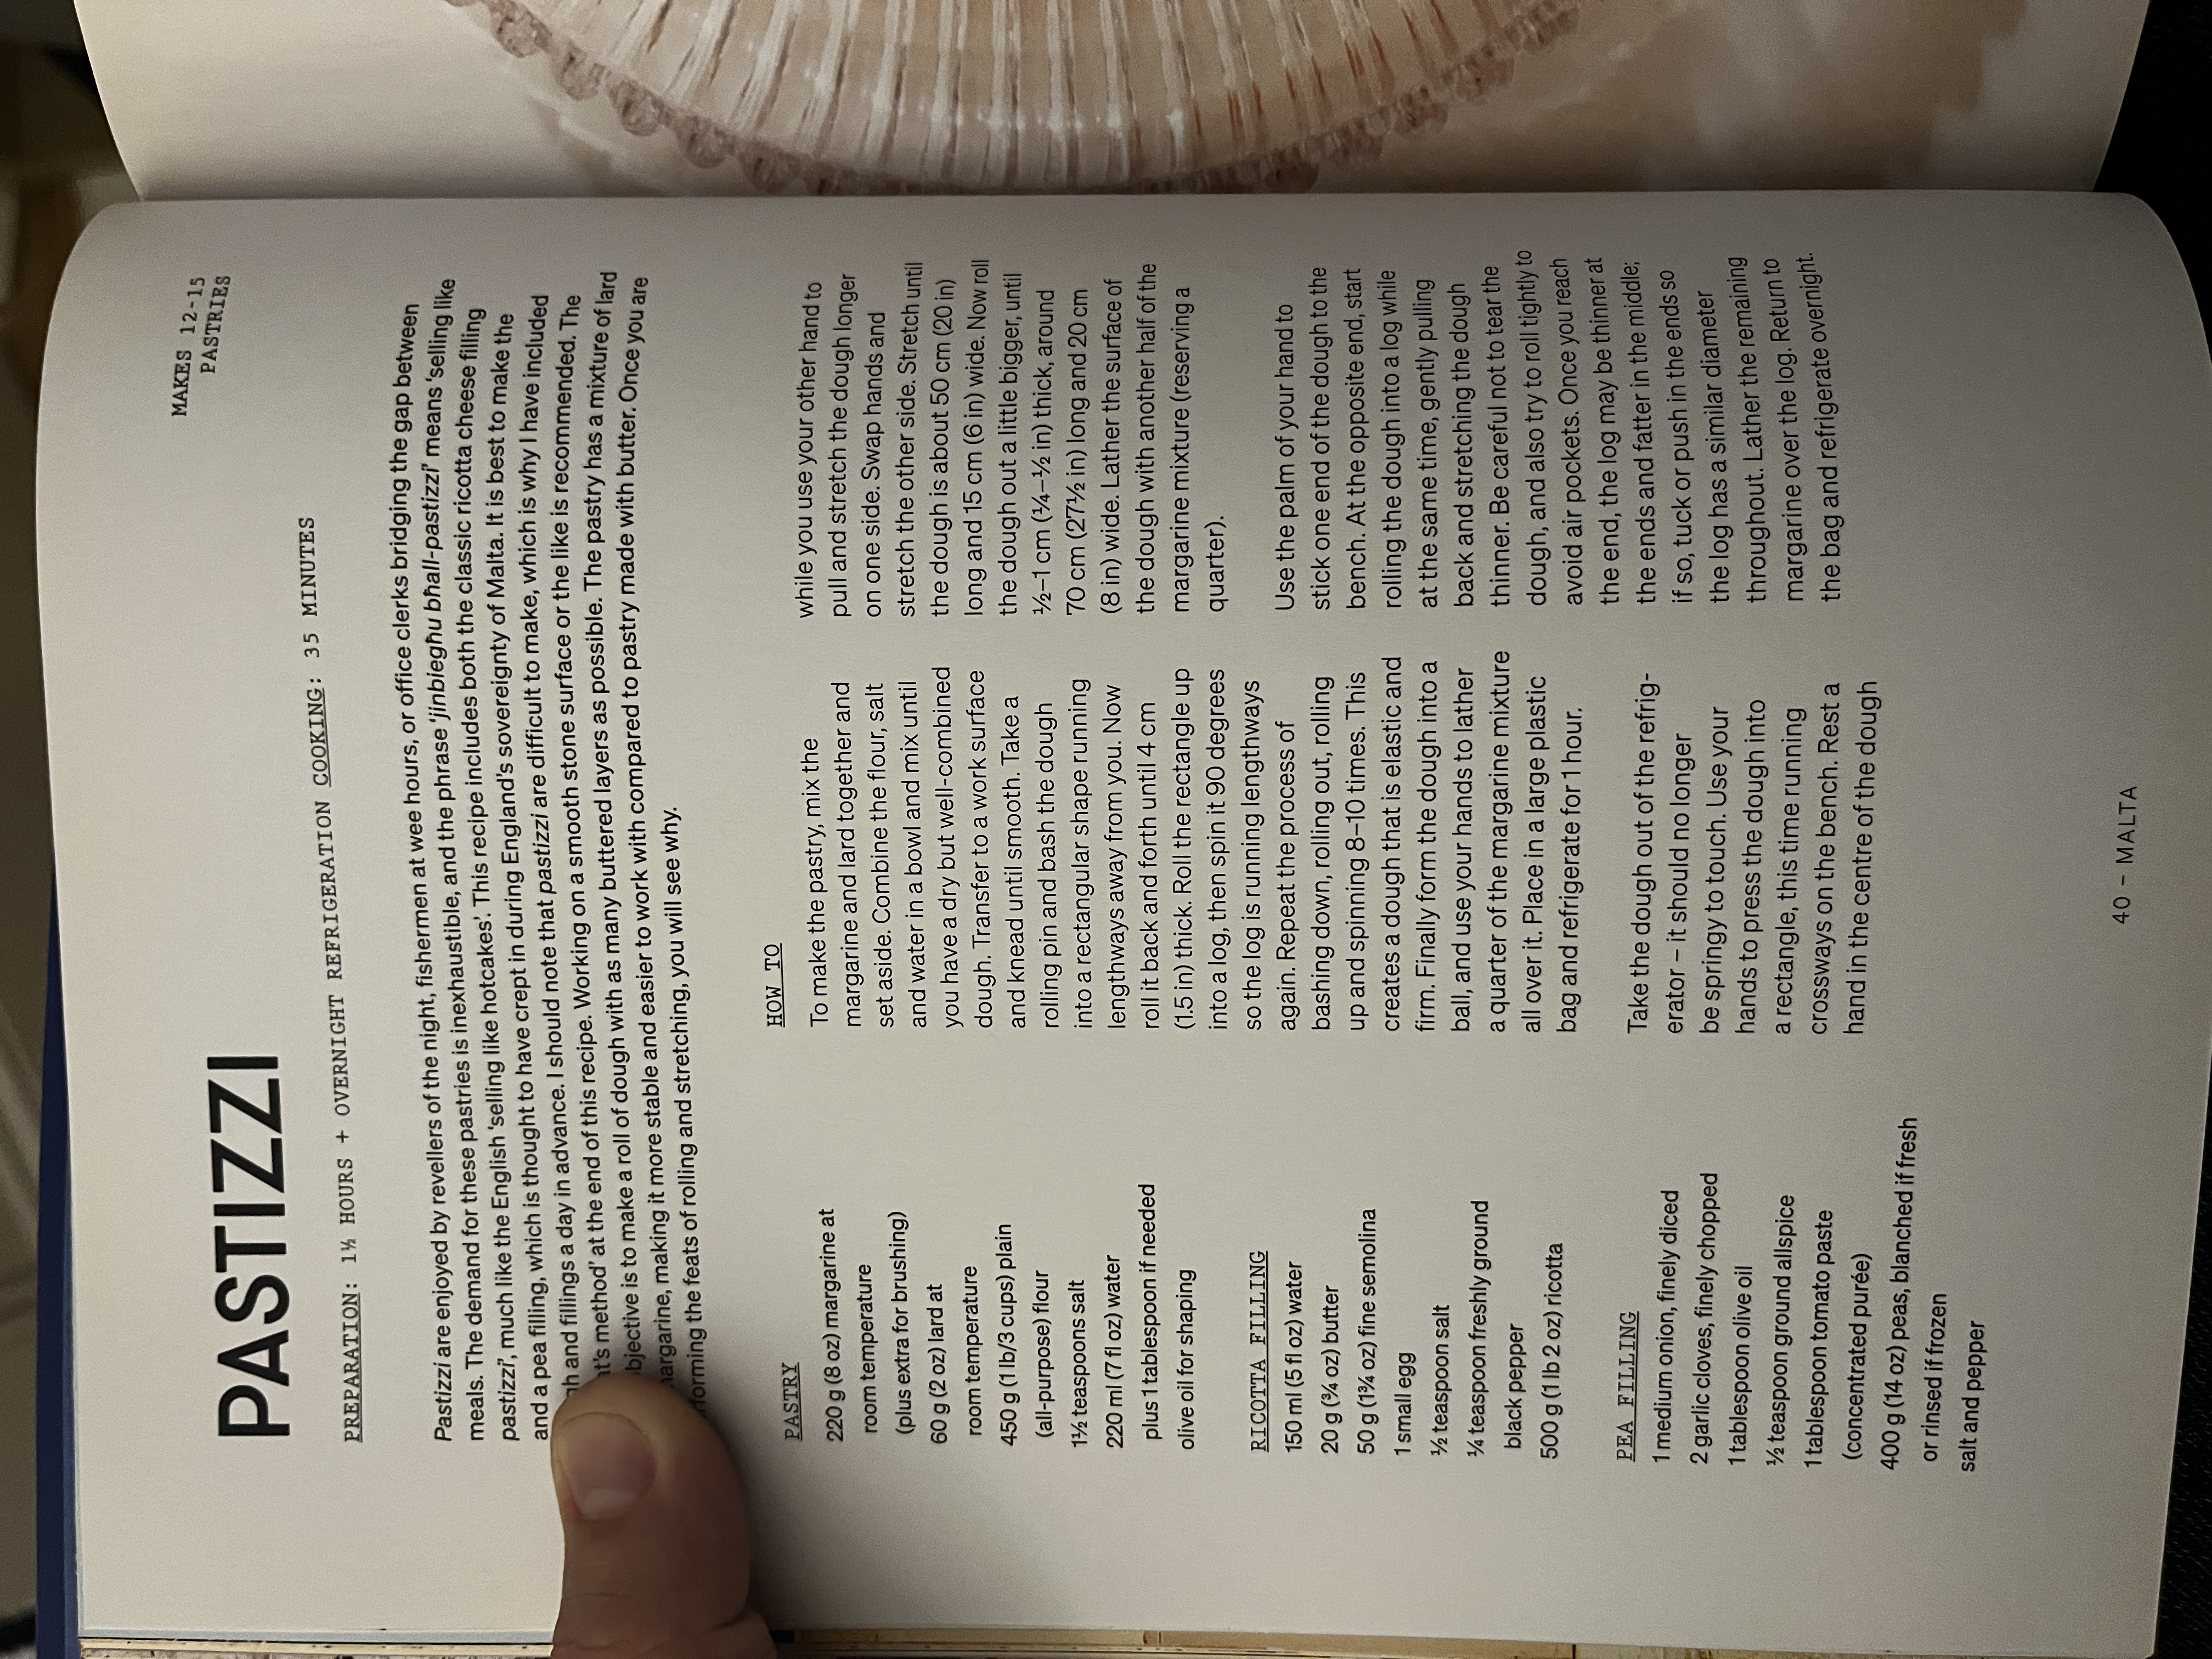 MAKES 12-15
PASTRIES
PASTIZZI
PREPARATION: 1½ HOURS + OVERNIGHT REFRIGERATION COOKING: 35 MINUTES
Pastizzi are enjoyed by revellers of the night, fishermen at wee hours, or office clerks bridging the gap between
meals. The demand for these pastries is inexhaustible, and the phrase ‘jinbiegħu bħall-pastizzi’ means ‘selling like
pastizzi’, much like the English ‘selling like hotcakes’. This recipe includes both the classic ricotta cheese filling
and a pea filling, which is thought to have crept in during England’s sovereignty of Malta. It is best to make the
and fillings a day in advance. I should note that pastizzi are difficult to make, which is why I have included
method’ at the end of this recipe. Working on a smooth stone surface or the like is recommended. The
objective is to make a roll of dough with as many buttered layers as possible. The pastry has a mixture of lard
margarine, making it more stable and easier to work with compared to pastry made with butter. Once you are
the feats of rolling and stretching, you will see why.
PASTRY
220 g (8 oz) margarine at
room temperature
(plus extra for brushing)
60 g (2 oz) lard at
room temperature
450 g (1 lb/3 cups) plain
(all-purpose) flour
1½ teaspoons salt
220 ml (7 fl oz) water
plus 1 tablespoon if needed
olive oil for shaping
RICOTTA FILLING
150 ml (5 fl oz) water
20 g (¾ oz) butter
50 g (1¾ oz) fine semolina
1 small egg
½ teaspoon salt
¼ teaspoon freshly ground
black pepper
500 g (1 lb 2 oz) ricotta
PEA FILLING
1 medium onion, finely diced
2 garlic cloves, finely chopped
1 tablespoon olive oil
½ teaspoon ground allspice
1 tablespoon tomato paste
(concentrated purée)
400 g (14 oz) peas, blanched if fresh
or rinsed if frozen
salt and pepper
HOW TO
To make the pastry, mix the
margarine and lard together and
set aside. Combine the flour, salt
and water in a bowl and mix until
you have a dry but well-combined
dough. Transfer to a work surface
and knead until smooth. Take a
rolling pin and bash the dough
into a rectangular shape running
lengthways away from you. Now
roll it back and forth until 4 cm
(1.5 in) thick. Roll the rectangle up
into a log, then spin it 90 degrees
so the log is running lengthways
again. Repeat the process of
bashing down, rolling out, rolling
up and spinning 8–10 times. This
creates a dough that is elastic and
firm. Finally form the dough into a
ball, and use your hands to lather
a quarter of the margarine mixture
all over it. Place in a large plastic
bag and refrigerate for 1 hour.
Take the dough out of the refrig-
erator – it should no longer
be springy to touch. Use your
hands to press the dough into
a rectangle, this time running
crossways on the bench. Rest a
hand in the centre of the dough
while you use your other hand to
pull and stretch the dough longer
on one side. Swap hands and
stretch the other side. Stretch until
the dough is about 50 cm (20 in)
long and 15 cm (6 in) wide. Now roll
the dough out a little bigger, until
½–1 cm (¼–½ in) thick, around
70 cm (27½ in) long and 20 cm
(8 in) wide. Lather the surface of
the dough with another half of the
margarine mixture (reserving a
quarter).
Use the palm of your hand to
stick one end of the dough to the
bench. At the opposite end, start
rolling the dough into a log while
at the same time, gently pulling
back and stretching the dough
thinner. Be careful not to tear the
dough, and also try to roll tightly to
avoid air pockets. Once you reach
the end, the log may be thinner at
the ends and fatter in the middle;
if so, tuck or push in the ends so
the log has a similar diameter
throughout. Lather the remaining
margarine over the log. Return to
the bag and refrigerate overnight.
40 – MALTA